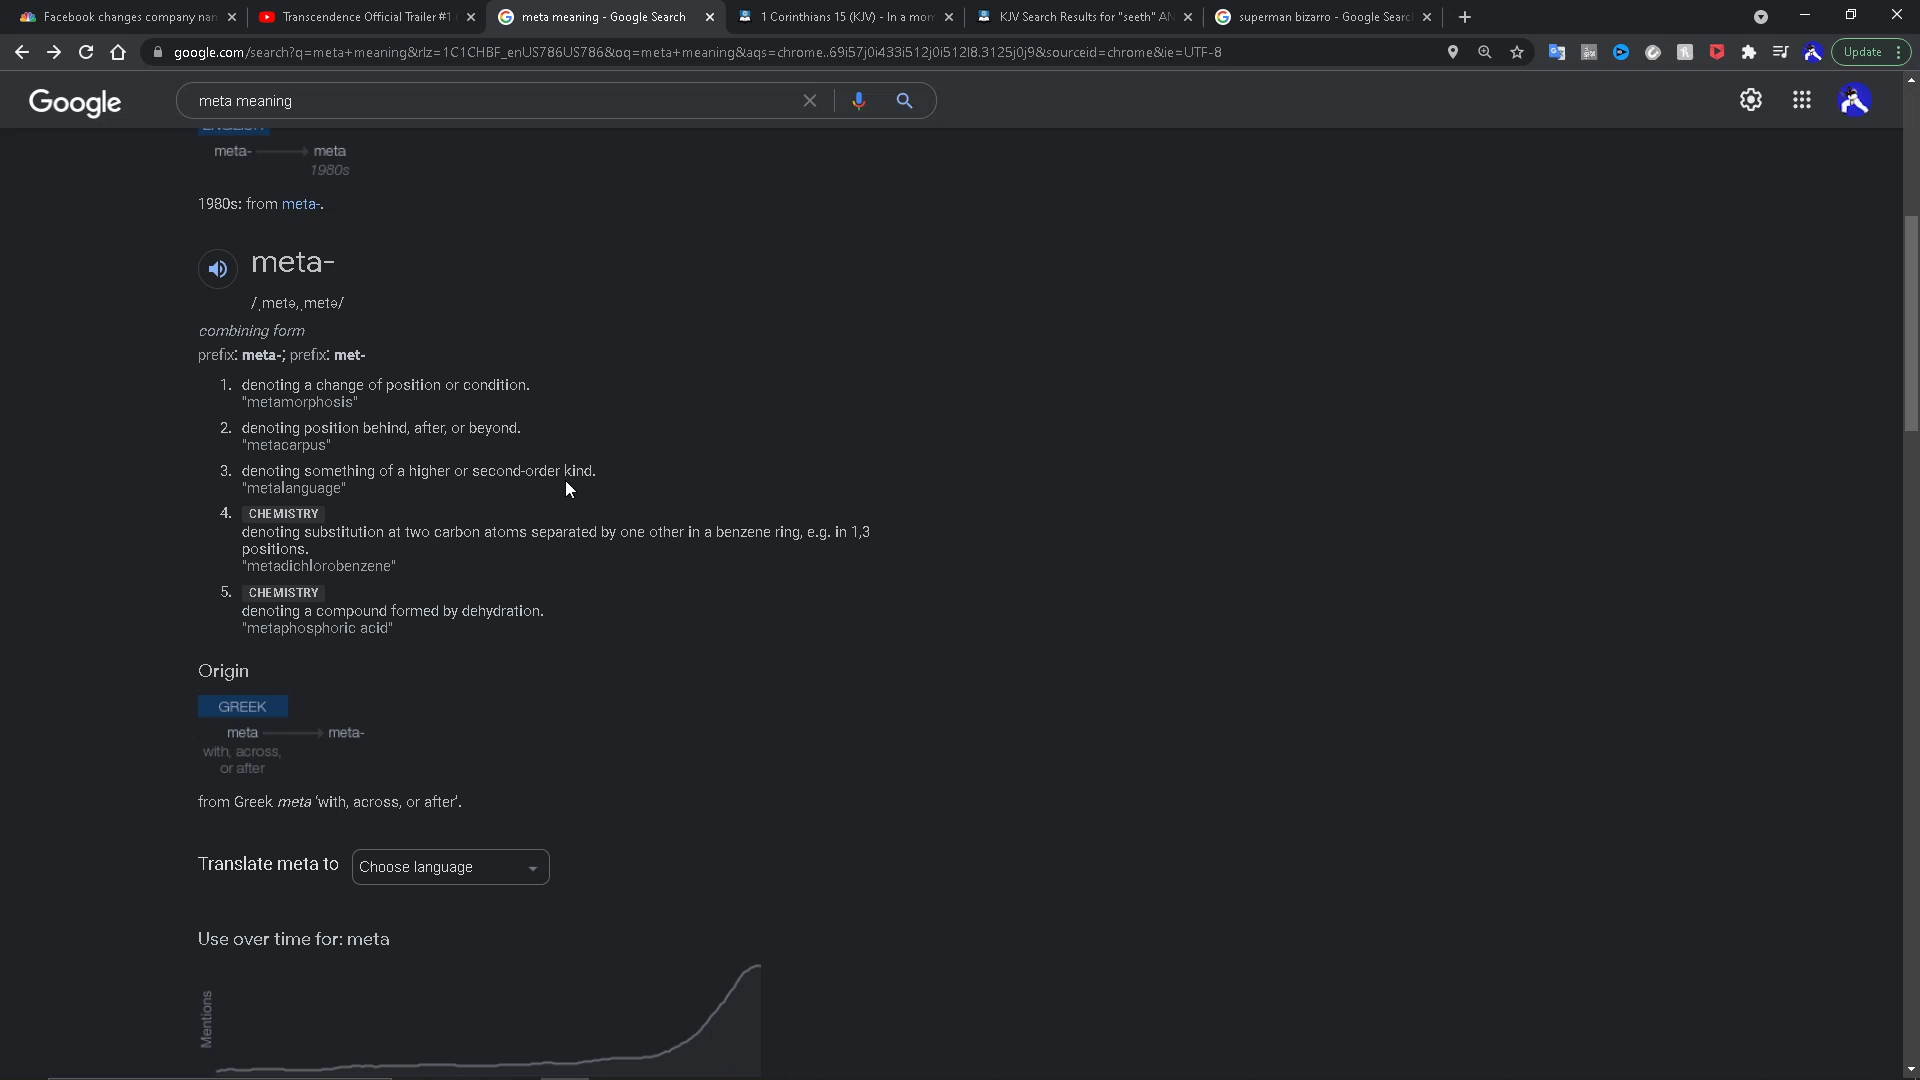 Facebook changes company nam
Transcendence Official Trailer #1
meta meaning - Google Search
1 Corinthians 15 (KJV) - In a mom
KJV Search Results for "seeth" AN
superman bizarro - Google Searc
google.com/search?q=meta+meaning&rlz=1C1CHBF_enUS786US786&oq=meta+meaning&aqs=chrome..69i57j0i433i512j0i512l8.3125j0j9&sourceid=chrome&ie=UTF-8
Update
Google
meta meaning
ENGLISH
meta- meta
1980s
1980s: from meta-.
meta-
/ˌmetə,ˌmetə/
combining form
prefix: meta-; prefix: met-
1. denoting a change of position or condition.
"metamorphosis"
2. denoting position behind, after, or beyond.
"metacarpus"
3. denoting something of a higher or second-order kind.
"metalanguage"
4. CHEMISTRY
denoting substitution at two carbon atoms separated by one other in a benzene ring, e.g. in 1,3
positions.
"metadichlorobenzene"
5. CHEMISTRY
denoting a compound formed by dehydration.
"metaphosphoric acid"
Origin
GREEK
meta meta-
with, across,
or after
from Greek meta ‘with, across, or after’.
Translate meta to Choose language
Use over time for: meta
Mentions